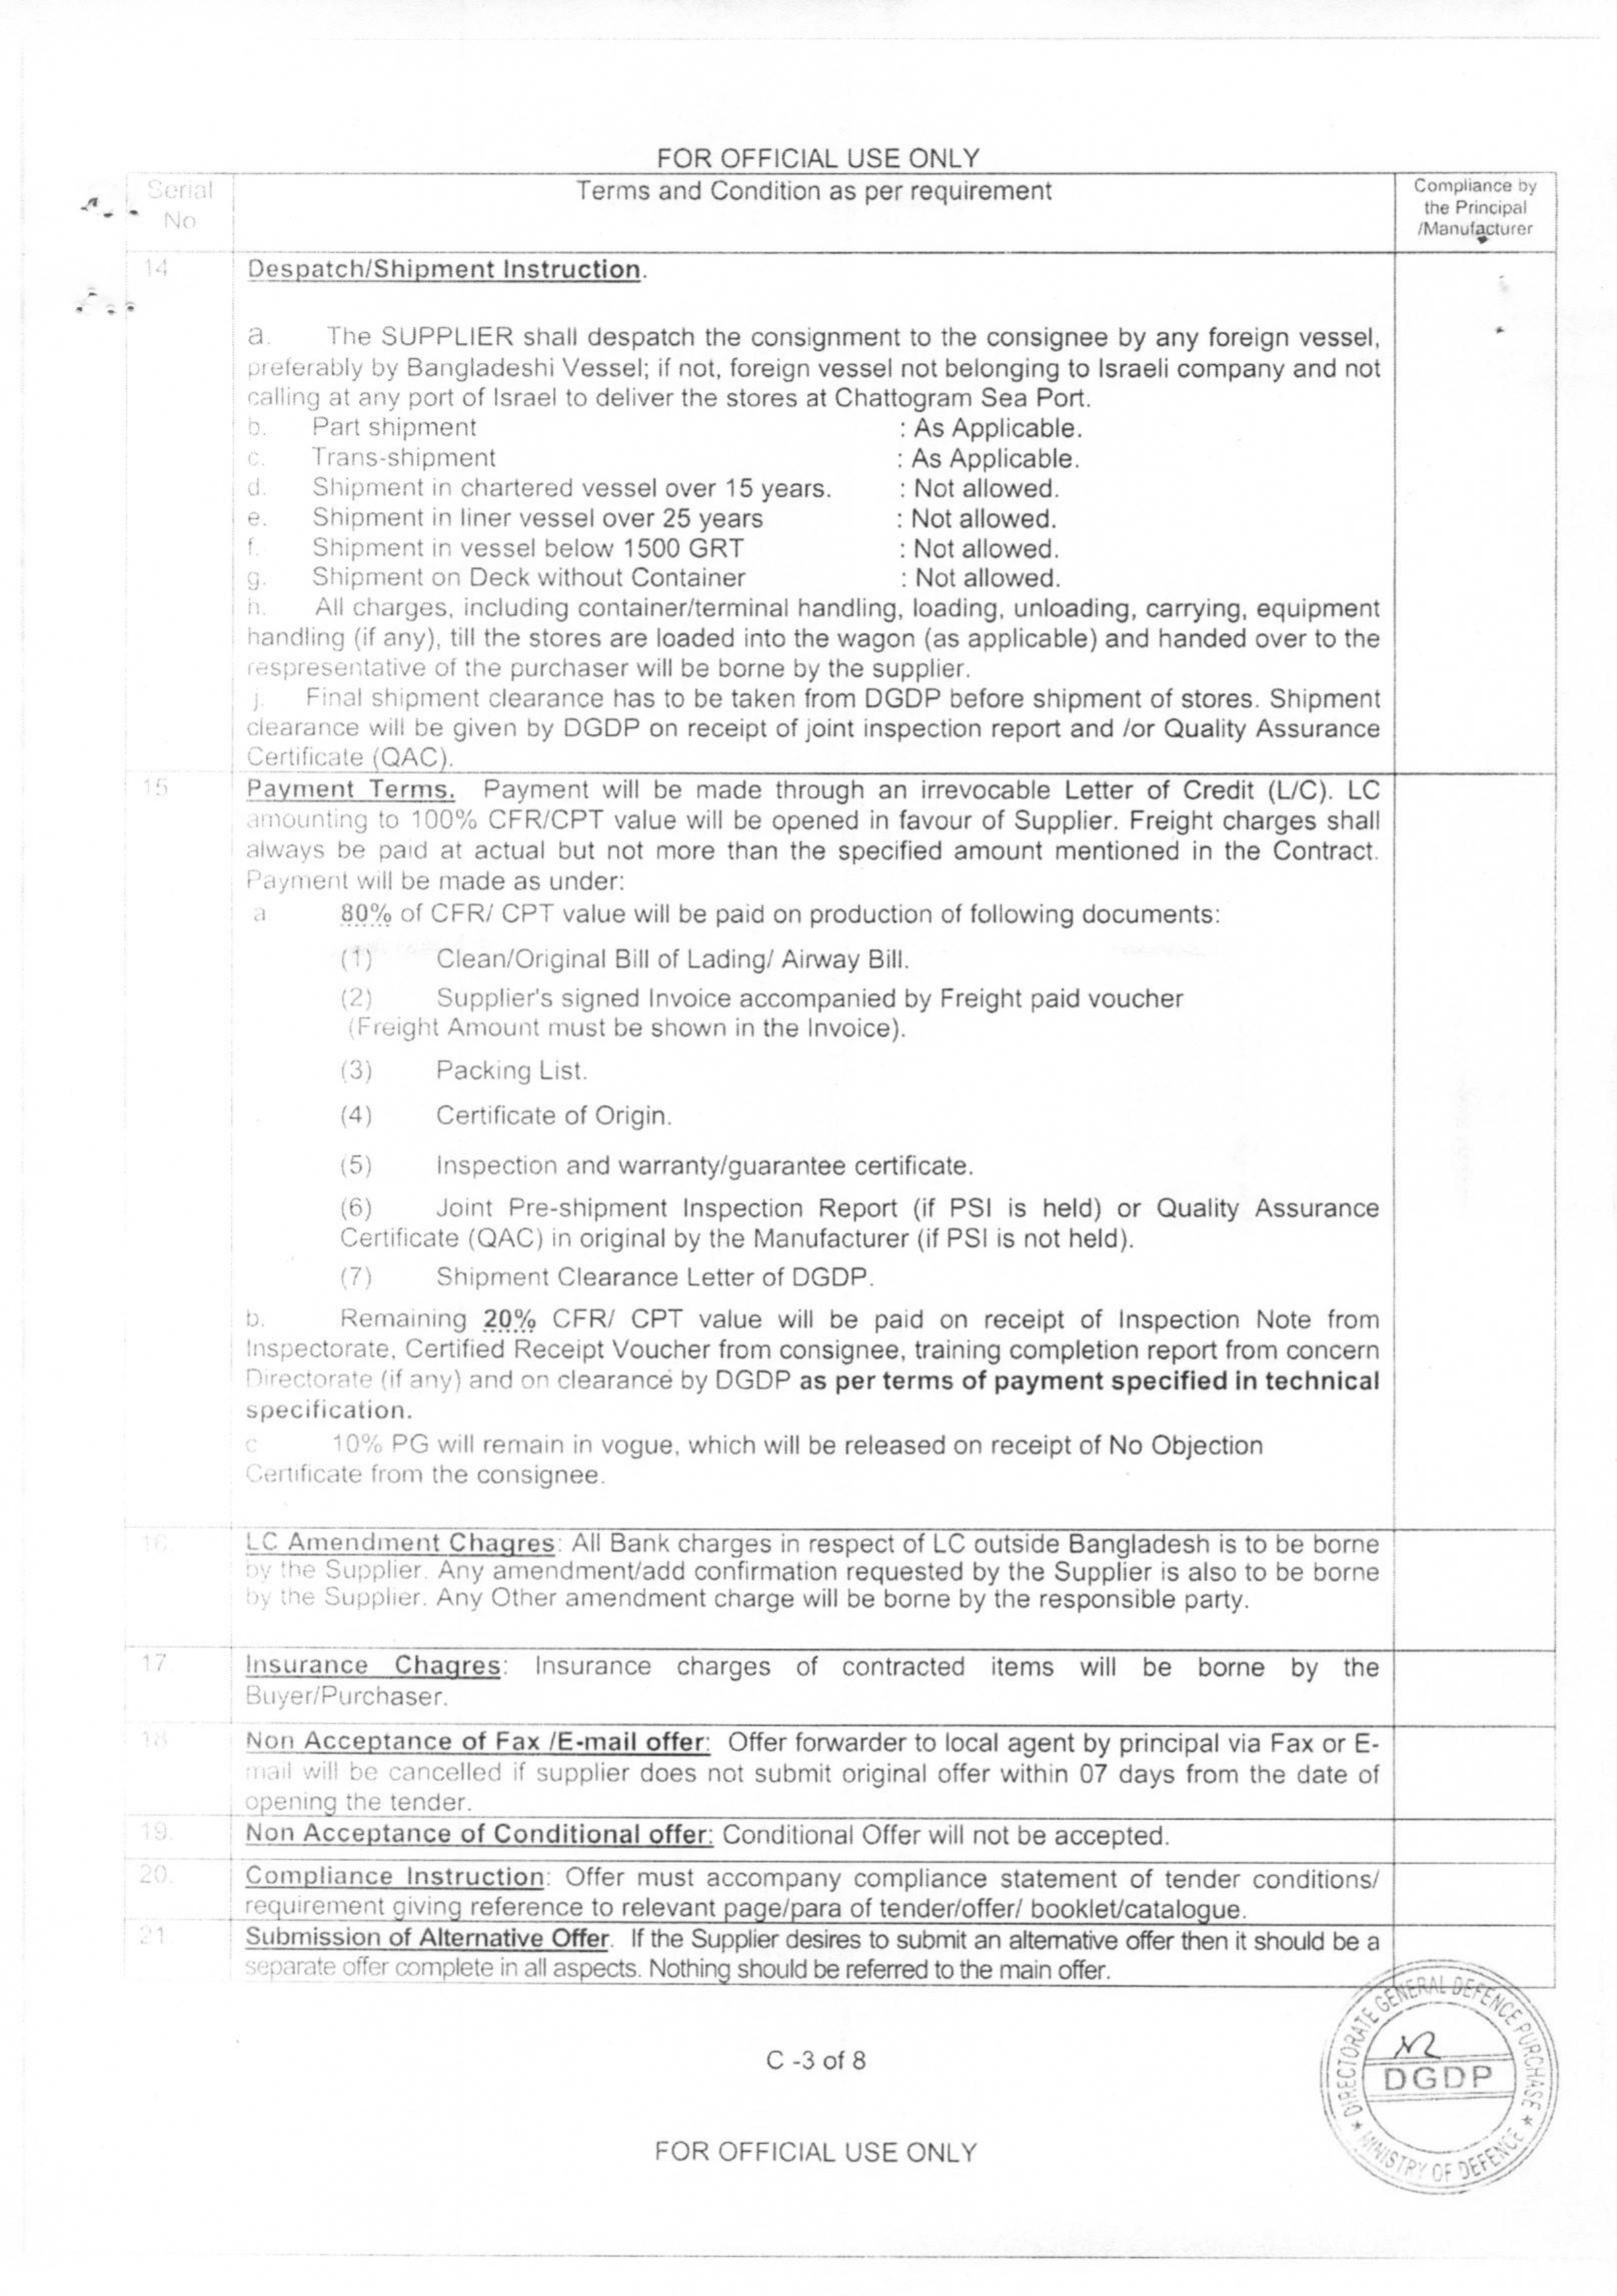 FOR OFFICIAL USE ONLY
Serial
No
Terms and Condition as per requirement
Compliance by
the Principal
/Manufacturer
14
Despatch/Shipment Instruction.
a. The SUPPLIER shall despatch the consignment to the consignee by any foreign vessel,
preferably by Bangladeshi Vessel; if not, foreign vessel not belonging to Israeli company and not
calling at any port of Israel to deliver the stores at Chattogram Sea Port.
b. Part shipment : As Applicable.
c. Trans-shipment : As Applicable.
d. Shipment in chartered vessel over 15 years. : Not allowed.
e. Shipment in liner vessel over 25 years : Not allowed.
f. Shipment in vessel below 1500 GRT : Not allowed.
g. Shipment on Deck without Container : Not allowed.
h. All charges, including container/terminal handling, loading, unloading, carrying, equipment
handling (if any), till the stores are loaded into the wagon (as applicable) and handed over to the
respresentative of the purchaser will be borne by the supplier.
j. Final shipment clearance has to be taken from DGDP before shipment of stores. Shipment
clearance will be given by DGDP on receipt of joint inspection report and /or Quality Assurance
Certificate (QAC).
15 Payment Terms. Payment will be made through an irrevocable Letter of Credit (L/C). LC
amounting to 100% CFR/CPT value will be opened in favour of Supplier. Freight charges shall
always be paid at actual but not more than the specified amount mentioned in the Contract.
Payment will be made as under:
a 80% of CFR/ CPT value will be paid on production of following documents:
(1) Clean/Original Bill of Lading/ Airway Bill.
(2) Supplier's signed Invoice accompanied by Freight paid voucher
(Freight Amount must be shown in the Invoice).
(3) Packing List.
(4) Certificate of Origin.
(5) Inspection and warranty/guarantee certificate.
(6) Joint Pre-shipment Inspection Report (if PSI is held) or Quality Assurance
Certificate (QAC) in original by the Manufacturer (if PSI is not held).
(7) Shipment Clearance Letter of DGDP.
b. Remaining 20% CFR/ CPT value will be paid on receipt of Inspection Note from
Inspectorate, Certified Receipt Voucher from consignee, training completion report from concern
Directorate (if any) and on clearance by DGDP as per terms of payment specified in technical
specification.
c 10% PG will remain in vogue, which will be released on receipt of No Objection
Certificate from the consignee.
16. LC Amendment Chagres: All Bank charges in respect of LC outside Bangladesh is to be borne
by the Supplier. Any amendment/add confirmation requested by the Supplier is also to be borne
by the Supplier. Any Other amendment charge will be borne by the responsible party.
17. Insurance Chagres: Insurance charges of contracted items will be borne by the
Buyer/Purchaser.
18 Non Acceptance of Fax /E-mail offer: Offer forwarder to local agent by principal via Fax or E-
mail will be cancelled if supplier does not submit original offer within 07 days from the date of
opening the tender.
19. Non Acceptance of Conditional offer: Conditional Offer will not be accepted.
20. Compliance Instruction: Offer must accompany compliance statement of tender conditions/
requirement giving reference to relevant page/para of tender/offer/ booklet/catalogue.
21 Submission of Alternative Offer. If the Supplier desires to submit an alternative offer then it should be a
separate offer complete in all aspects. Nothing should be referred to the main offer.
DIRECTORATE GENERAL DEFENCE PURCHASE
DGDP
* MINISTRY OF DEFENCE *
C -3 of 8
FOR OFFICIAL USE ONLY